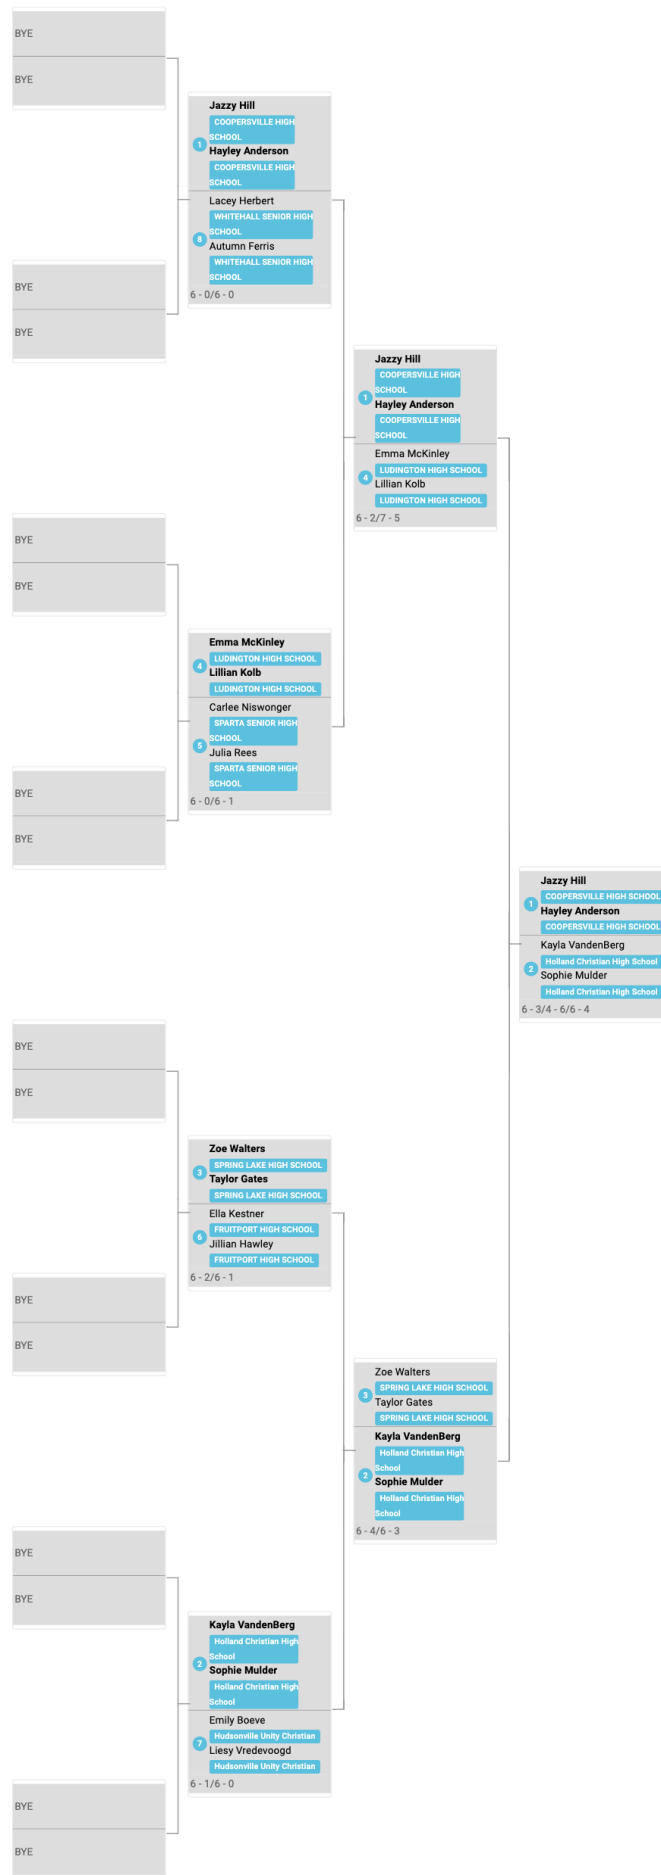 BYE
BYE
Jazzy Hill
COOPERSVILLE HIGH
SCHOOL
1
Hayley Anderson
COOPERSVILLE HIGH
SCHOOL
Lacey Herbert
WHITEHALL SENIOR HIGH
SCHOOL
8
Autumn Ferris
WHITEHALL SENIOR HIGH
SCHOOL
6 - 0/6 - 0
BYE
BYE
Jazzy Hill
COOPERSVILLE HIGH
SCHOOL
1
Hayley Anderson
COOPERSVILLE HIGH
SCHOOL
Emma McKinley
4
LUDINGTON HIGH SCHOOL
Lillian Kolb
LUDINGTON HIGH SCHOOL
6 - 2/7 - 5
BYE
BYE
Emma McKinley
4
LUDINGTON HIGH SCHOOL
Lillian Kolb
LUDINGTON HIGH SCHOOL
Carlee Niswonger
SPARTA SENIOR HIGH
SCHOOL
5
Julia Rees
SPARTA SENIOR HIGH
SCHOOL
6 - 0/6 - 1
BYE
BYE
Jazzy Hill
1
COOPERSVILLE HIGH SCHOOL
Hayley Anderson
COOPERSVILLE HIGH SCHOOL
Kayla VandenBerg
2
Holland Christian High School
Sophie Mulder
Holland Christian High School
6 - 3/4 - 6/6 - 4
BYE
BYE
Zoe Walters
3
SPRING LAKE HIGH SCHOOL
Taylor Gates
SPRING LAKE HIGH SCHOOL
Ella Kestner
6
FRUITPORT HIGH SCHOOL
Jillian Hawley
FRUITPORT HIGH SCHOOL
6 - 2/6 - 1
BYE
BYE
Zoe Walters
3
SPRING LAKE HIGH SCHOOL
Taylor Gates
SPRING LAKE HIGH SCHOOL
Kayla VandenBerg
Holland Christian High
School
2
Sophie Mulder
Holland Christian High
School
6 - 4/6 - 3
BYE
BYE
Kayla VandenBerg
Holland Christian High
School
2
Sophie Mulder
Holland Christian High
School
Emily Boeve
7
Hudsonville Unity Christian
Liesy Vredevoogd
Hudsonville Unity Christian
6 - 1/6 - 0
BYE
BYE